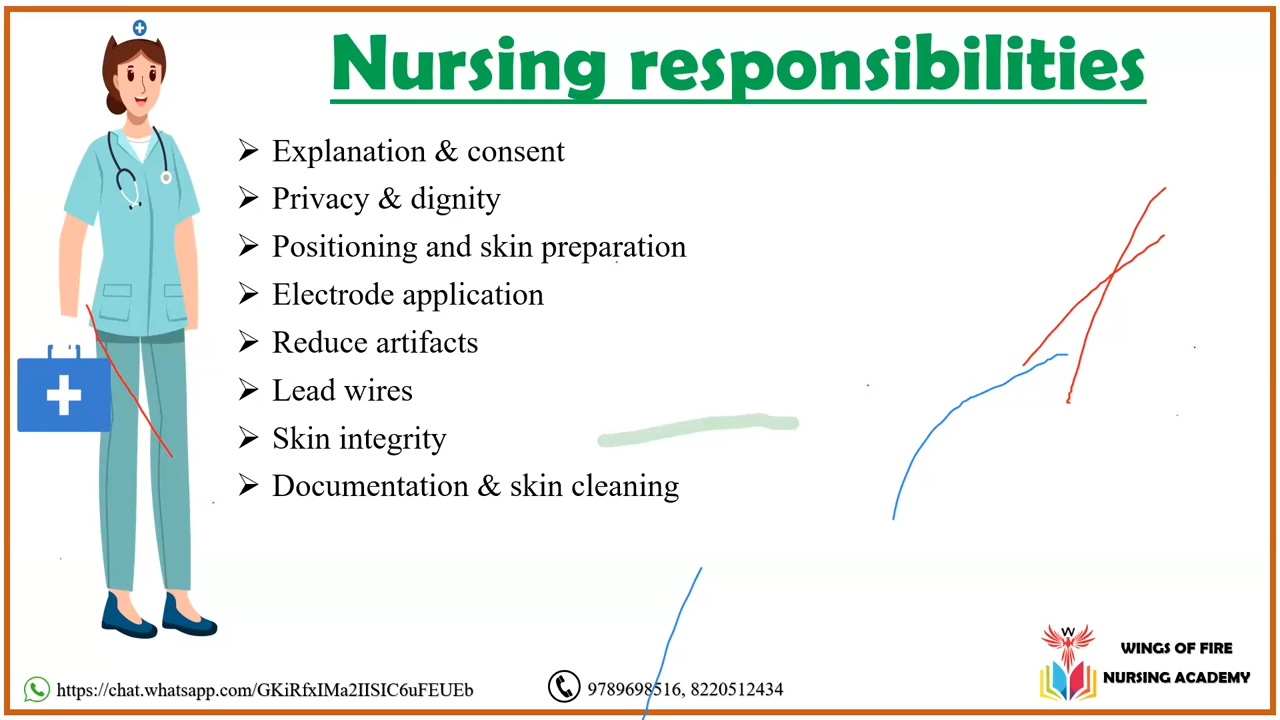 Nursing responsibilities
Explanation & consent
Privacy & dignity
Positioning and skin preparation
Electrode application
Reduce artifacts
Lead wires
Skin integrity
Documentation & skin cleaning
W
WINGS OF FIRE
NURSING ACADEMY
https://chat.whatsapp.com/GKiRfxIMa2IISIC6uFEUEb
9789698516, 8220512434